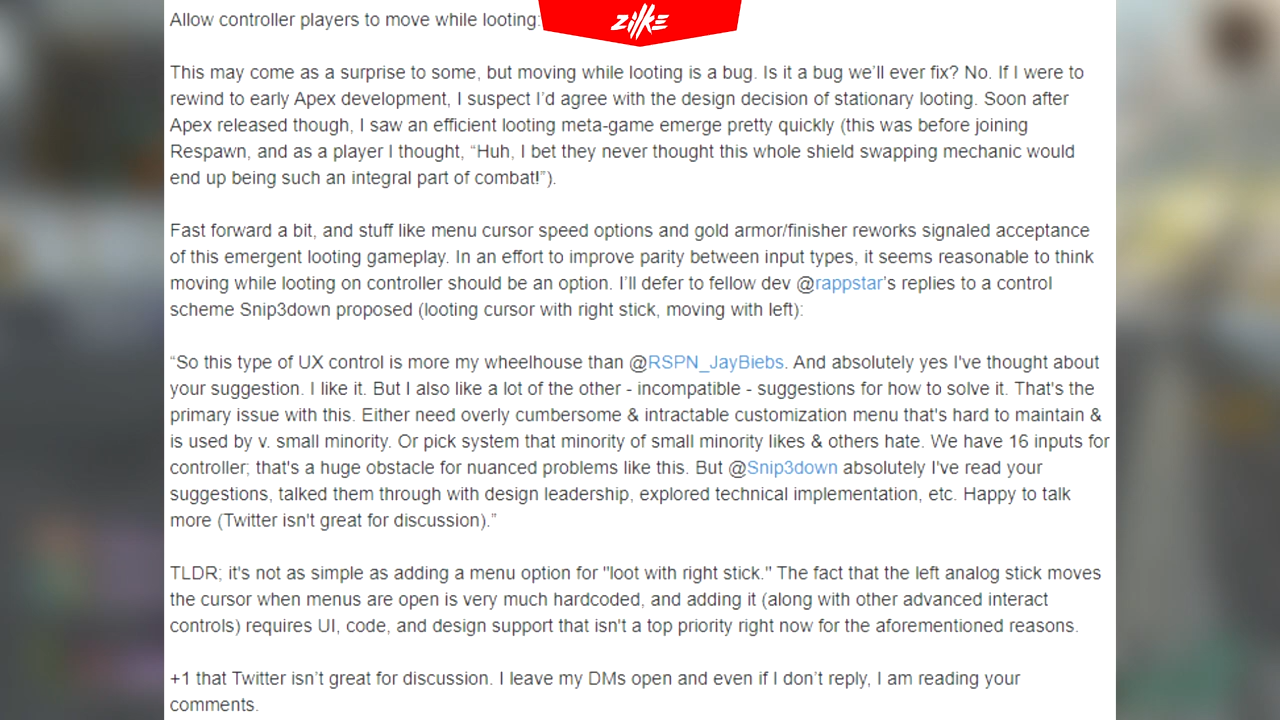 ZilkE
Allow controller players to move while looting:
This may come as a surprise to some, but moving while looting is a bug. Is it a bug we’ll ever fix? No. If I were to
rewind to early Apex development, I suspect I’d agree with the design decision of stationary looting. Soon after
Apex released though, I saw an efficient looting meta-game emerge pretty quickly (this was before joining
Respawn, and as a player I thought, “Huh, I bet they never thought this whole shield swapping mechanic would
end up being such an integral part of combat!”).
Fast forward a bit, and stuff like menu cursor speed options and gold armor/finisher reworks signaled acceptance
of this emergent looting gameplay. In an effort to improve parity between input types, it seems reasonable to think
moving while looting on controller should be an option. I’ll defer to fellow dev @rappstar’s replies to a control
scheme Snip3down proposed (looting cursor with right stick, moving with left):
“So this type of UX control is more my wheelhouse than @RSPN_JayBiebs. And absolutely yes I've thought about
your suggestion. I like it. But I also like a lot of the other - incompatible - suggestions for how to solve it. That's the
primary issue with this. Either need overly cumbersome & intractable customization menu that's hard to maintain &
is used by v. small minority. Or pick system that minority of small minority likes & others hate. We have 16 inputs for
controller; that's a huge obstacle for nuanced problems like this. But @Snip3down absolutely I've read your
suggestions, talked them through with design leadership, explored technical implementation, etc. Happy to talk
more (Twitter isn't great for discussion).”
TLDR; it's not as simple as adding a menu option for "loot with right stick." The fact that the left analog stick moves
the cursor when menus are open is very much hardcoded, and adding it (along with other advanced interact
controls) requires UI, code, and design support that isn't a top priority right now for the aforementioned reasons.
+1 that Twitter isn’t great for discussion. I leave my DMs open and even if I don’t reply, I am reading your
comments.